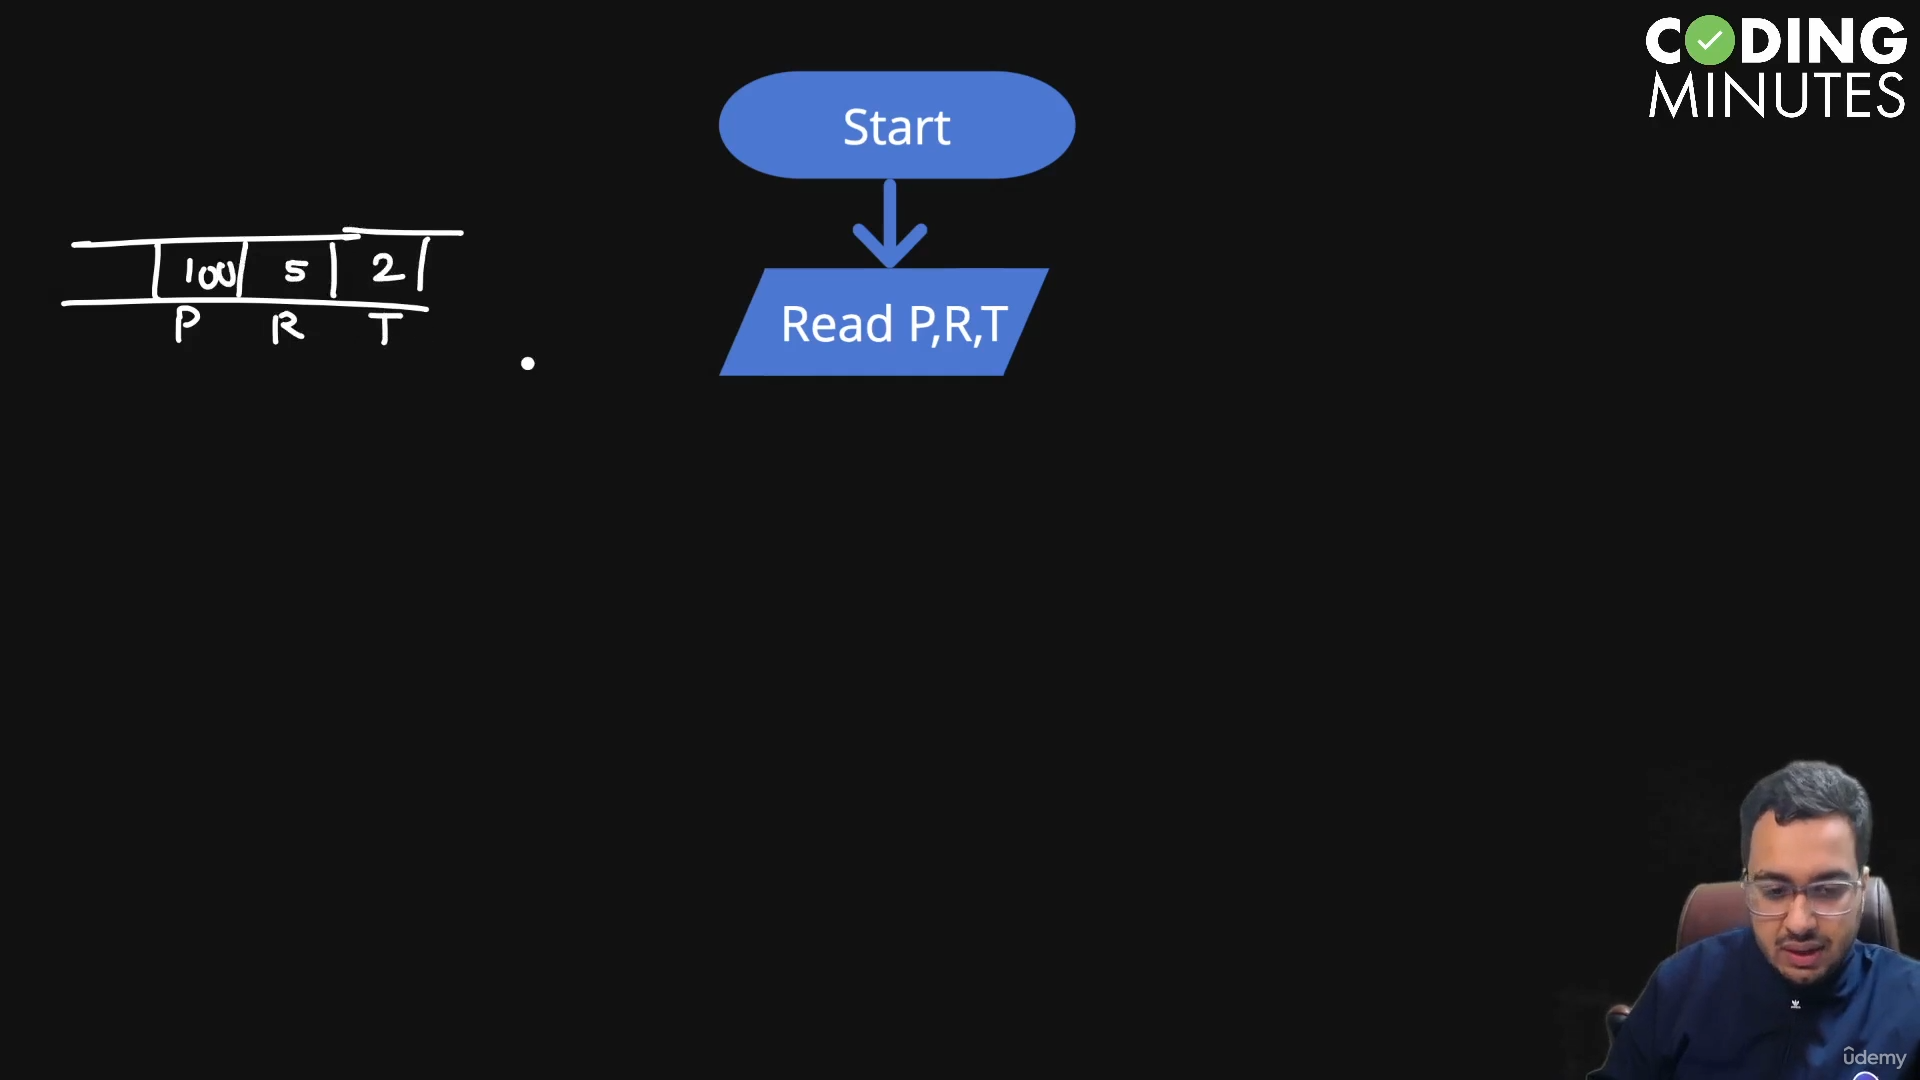 CODING
MINUTES
Start
100 5 2
P R T
Read P,R,T
udemy